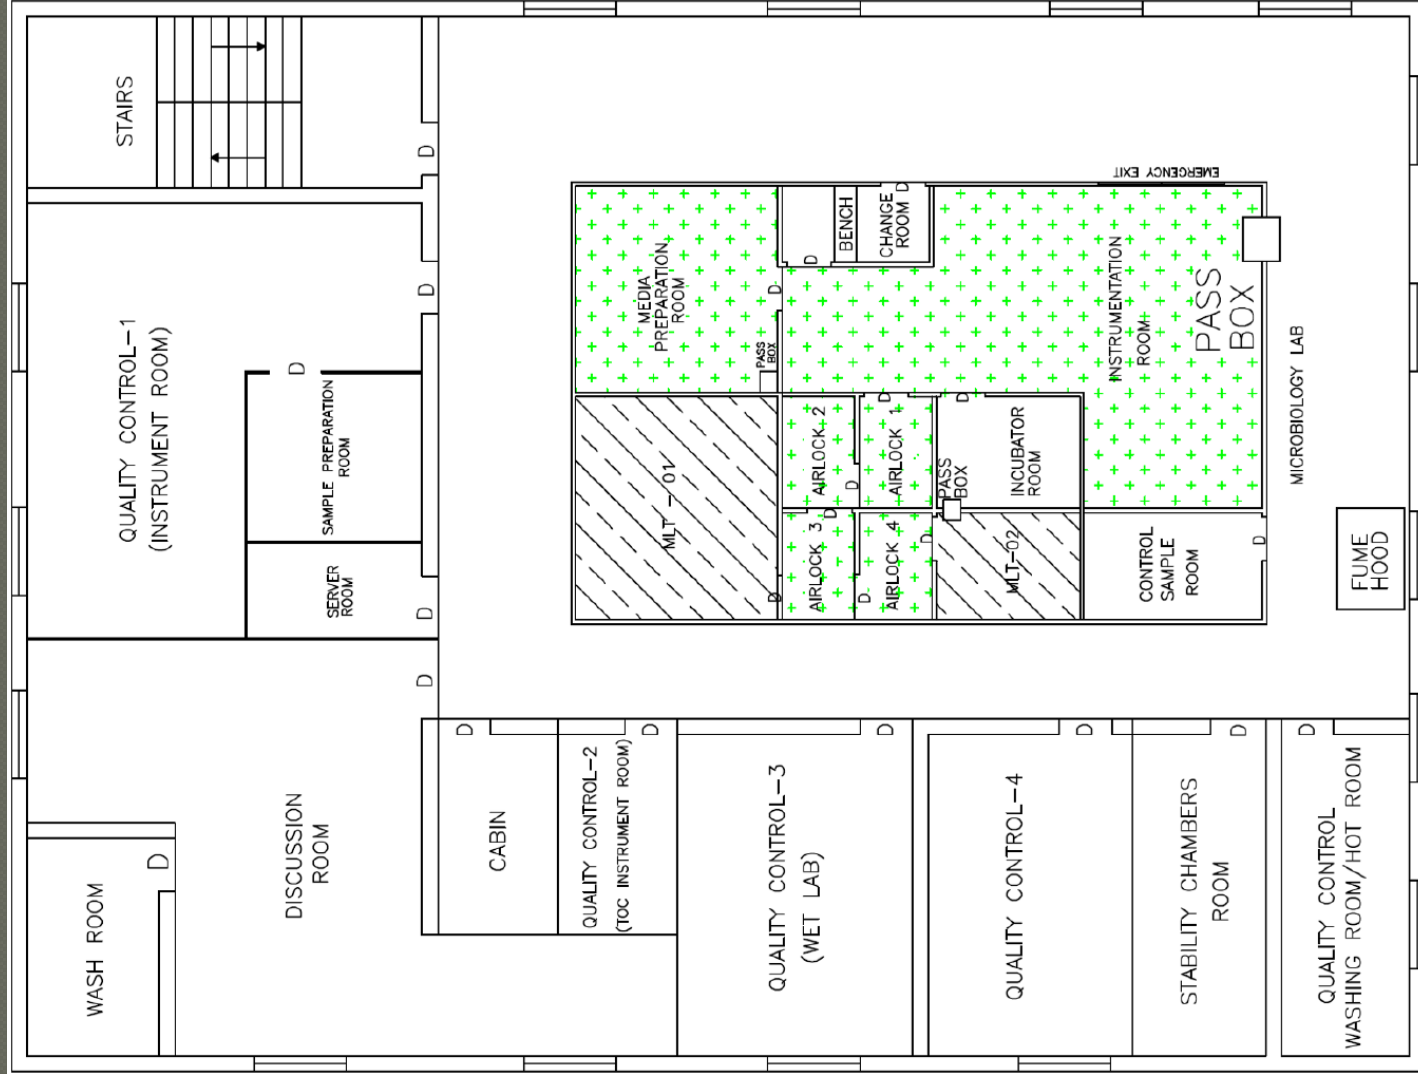 STAIRS
D
QUALITY CONTROL-1
(INSTRUMENT ROOM)
D
D
SAMPLE PREPARATION
ROOM
SERVER
ROOM
D
D
DISCUSSION
ROOM
WASH ROOM
D
EMERGENCY EXIT
MEDIA
PREPARATION
ROOM
PASS
BOX
D
D
BENCH
CHANGE
ROOM
D
INSTRUMENTATION
ROOM
PASS
BOX
MICROBIOLOGY LAB
MLT - 01
AIRLOCK 2
D
AIRLOCK 1
D
D
PASS
BOX
INCUBATOR
ROOM
AIRLOCK 3
D
D
AIRLOCK 4
D
D
MLT-02
CONTROL
SAMPLE
ROOM
D
FUME
HOOD
CABIN
D
QUALITY CONTROL-2
(TOC INSTRUMENT ROOM)
D
QUALITY CONTROL-3
(WET LAB)
D
QUALITY CONTROL-4
D
STABILITY CHAMBERS
ROOM
D
QUALITY CONTROL
WASHING ROOM/HOT ROOM
D